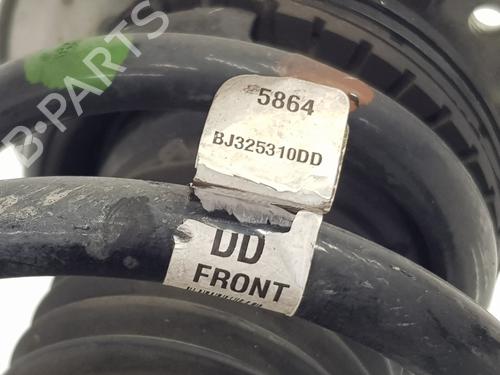 B-PARTS
5864
BJ325310DD
DD
FRONT